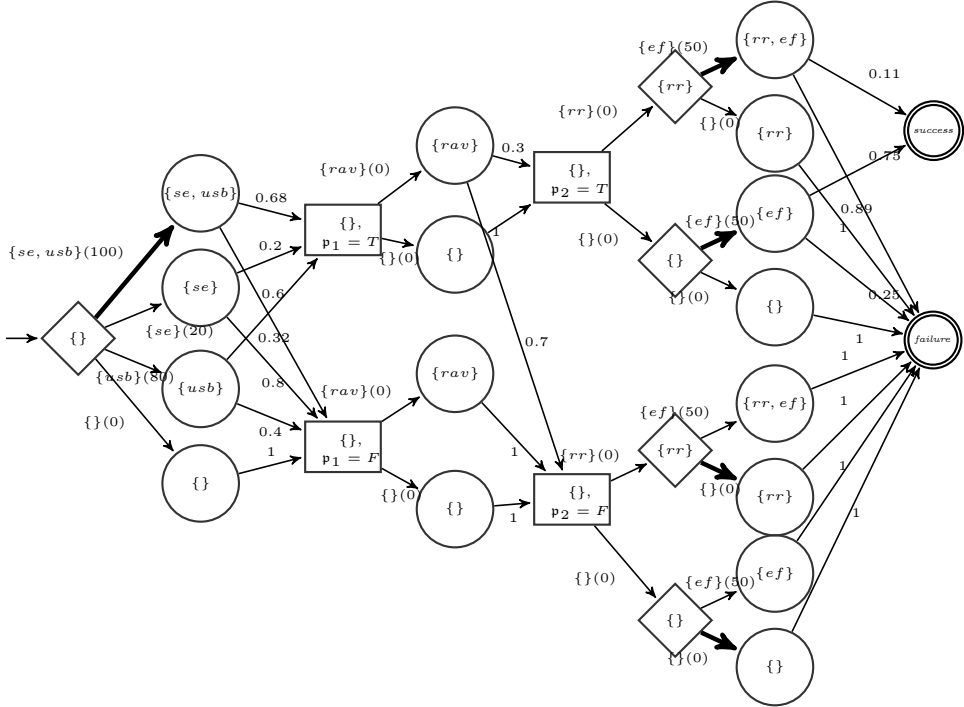 {}
{se, usb}(100)
{se}(20)
{usb}(80)
{}(0)
{se, usb}
{se}
{usb}
{}
0.68
0.2
0.6
0.32
0.8
0.4
1
{},
𝔭1 = T
{},
𝔭1 = F
{rav}(0)
{}(0)
{rav}(0)
{}(0)
{rav}
{}
{rav}
{}
0.3
1
0.7
1
1
{},
𝔭2 = T
{},
𝔭2 = F
{rr}(0)
{}(0)
{rr}(0)
{}(0)
{rr}
{}
{rr}
{}
{ef}(50)
{}(0)
{ef}(50)
{}(0)
{ef}(50)
{}(0)
{ef}(50)
{}(0)
{rr, ef}
{rr}
{ef}
{}
{rr, ef}
{rr}
{ef}
{}
0.11
0.75
0.89
1
0.25
1
1
1
1
1
success
failure